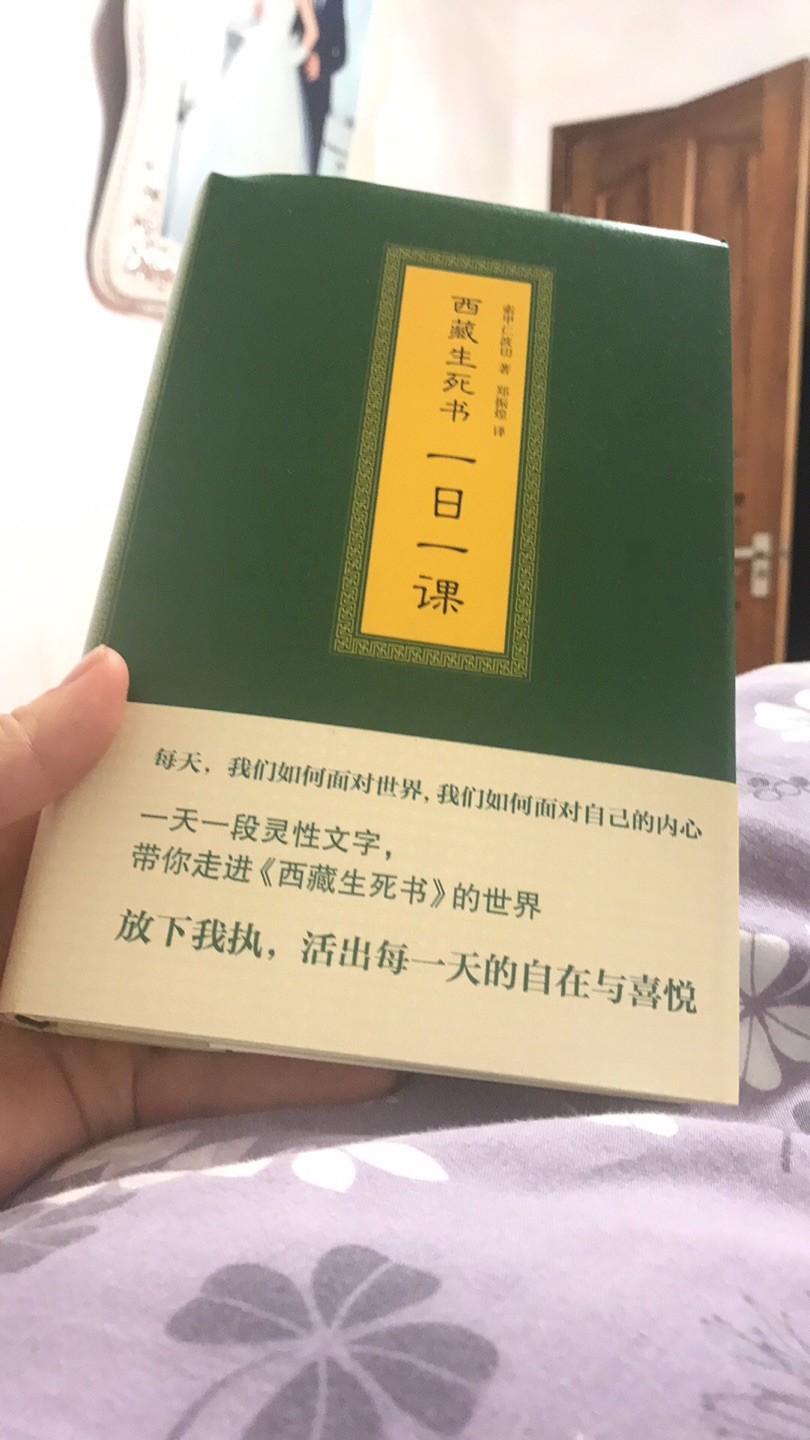 索甲仁波切 著 郑振煌 译
西藏生死书 一日一课
每天，我们如何面对世界，我们如何面对自己的内心
一天一段灵性文字，
带你走进《西藏生死书》的世界
放下我执，活出每一天的自在与喜悦